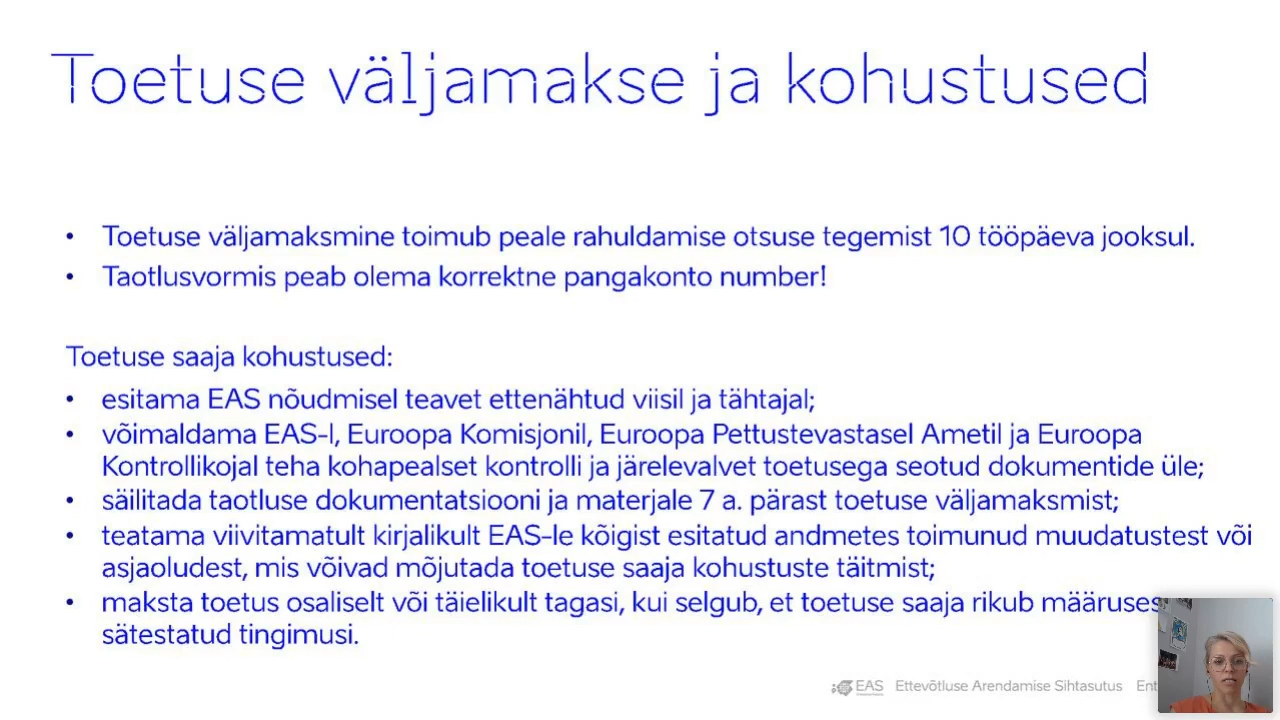 Toetuse väljamakse ja kohustused
• Toetuse väljamaksmine toimub peale rahuldamise otsuse tegemist 10 tööpäeva jooksul.
• Taotlusvormis peab olema korrektne pangakonto number!
Toetuse saaja kohustused:
• esitama EAS nõudmisel teavet ettenähtud viisil ja tähtajal;
• võimaldama EAS-l, Euroopa Komisjonil, Euroopa Pettustevastasel Ametil ja Euroopa
Kontrollikojal teha kohapealset kontrolli ja järelevalvet toetusega seotud dokumentide üle;
• säilitada taotluse dokumentatsiooni ja materjale 7 a. pärast toetuse väljamaksmist;
• teatama viivitamatult kirjalikult EAS-le kõigist esitatud andmetes toimunud muudatustest või
asjaoludest, mis võivad mõjutada toetuse saaja kohustuste täitmist;
• maksta toetus osaliselt või täielikult tagasi, kui selgub, et toetuse saaja rikub määruses
sätestatud tingimusi.
EAS Ettevõtluse Arendamise Sihtasutus